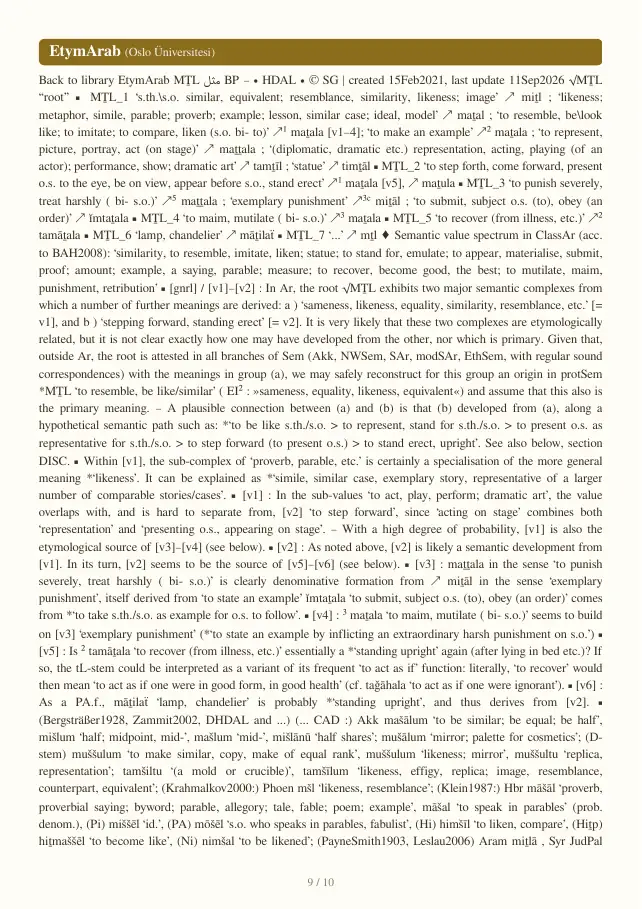 EtymArab (Oslo Üniversitesi)
Back to library EtymArab MṮL مثل BP – • HDAL • © SG | created 15Feb2021, last update 11Sep2026 √MṮL
“root” ▪ MṮL_1 ‘s.th.\s.o. similar, equivalent; resemblance, similarity, likeness; image’ ↗ miṯl ; ‘likeness;
metaphor, simile, parable; proverb; example; lesson, similar case; ideal, model’ ↗ maṯal ; ‘to resemble, be\look
like; to imitate; to compare, liken (s.o. bi- to)’ ↗¹ maṯala [v1–4]; ‘to make an example’ ↗² maṯala ; ‘to represent,
picture, portray, act (on stage)’ ↗ maṯṯala ; ‘(diplomatic, dramatic etc.) representation, acting, playing (of an
actor); performance, show; dramatic art’ ↗ tamṯīl ; ‘statue’ ↗ timṯāl ▪ MṮL_2 ‘to step forth, come forward, present
o.s. to the eye, be on view, appear before s.o., stand erect’ ↗¹ maṯala [v5], ↗ maṯula ▪ MṮL_3 ‘to punish severely,
treat harshly ( bi- s.o.)’ ↗⁵ maṯṯala ; ‘exemplary punishment’ ↗³ᶜ miṯāl ; ‘to submit, subject o.s. (to), obey (an
order)’ ↗ ĭmtaṯala ▪ MṮL_4 ‘to maim, mutilate ( bi- s.o.)’ ↗³ maṯala ▪ MṮL_5 ‘to recover (from illness, etc.)’ ↗²
tamāṯala ▪ MṮL_6 ‘lamp, chandelier’ ↗ māṯilaẗ ▪ MṮL_7 ‘...’ ↗ mṯl ♦ Semantic value spectrum in ClassAr (acc.
to BAH2008): ‘similarity, to resemble, imitate, liken; statue; to stand for, emulate; to appear, materialise, submit,
proof; amount; example, a saying, parable; measure; to recover, become good, the best; to mutilate, maim,
punishment, retribution’ ▪ [gnrl] / [v1]–[v2] : In Ar, the root √MṮL exhibits two major semantic complexes from
which a number of further meanings are derived: a ) ‘sameness, likeness, equality, similarity, resemblance, etc.’ [=
v1], and b ) ‘stepping forward, standing erect’ [= v2]. It is very likely that these two complexes are etymologically
related, but it is not clear exactly how one may have developed from the other, nor which is primary. Given that,
outside Ar, the root is attested in all branches of Sem (Akk, NWSem, SAr, modSAr, EthSem, with regular sound
correspondences) with the meanings in group (a), we may safely reconstruct for this group an origin in protSem
*MṮL ‘to resemble, be like/similar’ ( EI² : »sameness, equality, likeness, equivalent«) and assume that this also is
the primary meaning. – A plausible connection between (a) and (b) is that (b) developed from (a), along a
hypothetical semantic path such as: *‘to be like s.th./s.o. > to represent, stand for s.th./s.o. > to present o.s. as
representative for s.th./s.o. > to step forward (to present o.s.) > to stand erect, upright’. See also below, section
DISC. ▪ Within [v1], the sub-complex of ‘proverb, parable, etc.’ is certainly a specialisation of the more general
meaning *‘likeness’. It can be explained as *‘simile, similar case, exemplary story, representative of a larger
number of comparable stories/cases’. ▪ [v1] : In the sub-values ‘to act, play, perform; dramatic art’, the value
overlaps with, and is hard to separate from, [v2] ‘to step forward’, since ‘acting on stage’ combines both
‘representation’ and ‘presenting o.s., appearing on stage’. – With a high degree of probability, [v1] is also the
etymological source of [v3]–[v4] (see below). ▪ [v2] : As noted above, [v2] is likely a semantic development from
[v1]. In its turn, [v2] seems to be the source of [v5]–[v6] (see below). ▪ [v3] : maṯṯala in the sense ‘to punish
severely, treat harshly ( bi- s.o.)’ is clearly denominative formation from ↗ miṯāl in the sense ‘exemplary
punishment’, itself derived from ‘to state an example’ ĭmtaṯala ‘to submit, subject o.s. (to), obey (an order)’ comes
from *‘to take s.th./s.o. as example for o.s. to follow’. ▪ [v4] : ³ maṯala ‘to maim, mutilate ( bi- s.o.)’ seems to build
on [v3] ‘exemplary punishment’ (*‘to state an example by inflicting an extraordinary harsh punishment on s.o.’) ▪
[v5] : Is ² tamāṯala ‘to recover (from illness, etc.)’ essentially a *‘standing upright’ again (after lying in bed etc.)? If
so, the tL-stem could be interpreted as a variant of its frequent ‘to act as if’ function: literally, ‘to recover’ would
then mean ‘to act as if one were in good form, in good health’ (cf. taǧāhala ‘to act as if one were ignorant’). ▪ [v6] :
As a PA.f., māṯilaẗ ‘lamp, chandelier’ is probably *‘standing upright’, and thus derives from [v2]. ▪
(Bergsträßer1928, Zammit2002, DHDAL and ...) (... CAD :) Akk mašālum ‘to be similar; be equal; be half’,
mišlum ‘half; midpoint, mid-’, mašlum ‘mid-’, mišlānū ‘half shares’; mušālum ‘mirror; palette for cosmetics’; (D-
stem) muššulum ‘to make similar, copy, make of equal rank’, muššulum ‘likeness; mirror’, muššultu ‘replica,
representation’; tamšiltu ‘(a mold or crucible)’, tamšīlum ‘likeness, effigy, replica; image, resemblance,
counterpart, equivalent’; (Krahmalkov2000:) Phoen mšl ‘likeness, resemblance’; (Klein1987:) Hbr māšāl ‘proverb,
proverbial saying; byword; parable, allegory; tale, fable; poem; example’, māšal ‘to speak in parables’ (prob.
denom.), (Pi) miššēl ‘id.’, (PA) mōšēl ‘s.o. who speaks in parables, fabulist’, (Hi) himšīl ‘to liken, compare’, (Hiṯp)
hiṯmaššēl ‘to become like’, (Ni) nimšal ‘to be likened’; (PayneSmith1903, Leslau2006) Aram miṯlā , Syr JudPal
9 / 10